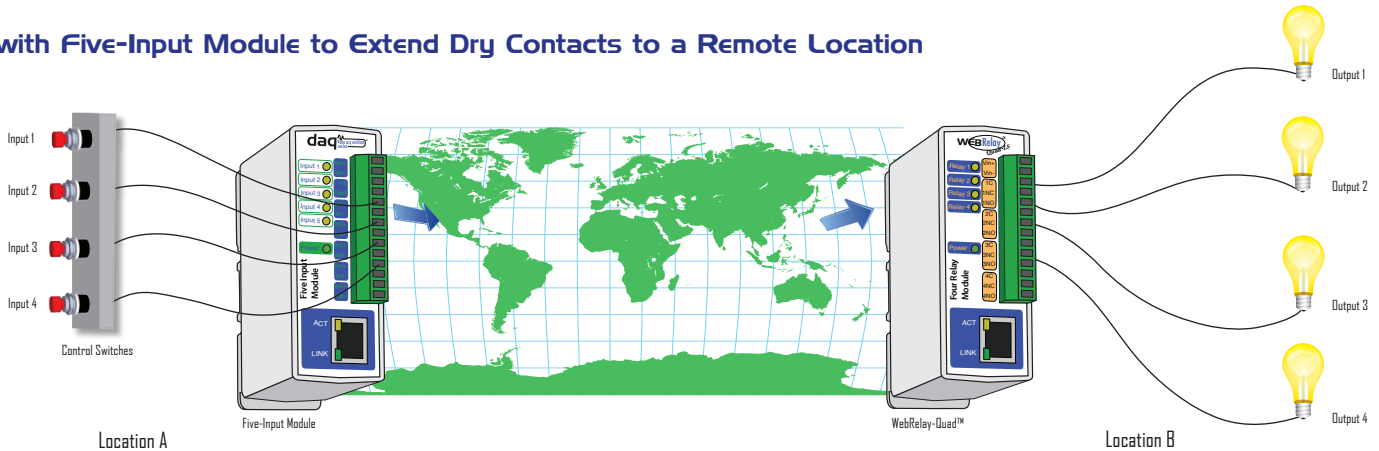 with Five-Input Module to Extend Dry Contacts to a Remote Location
Input 1
Input 2
Input 3
Input 4
Control Switches
Location A
daq
Input 1
Input 2
Input 3
Input 4
Input 5
Power
Five Input
Module
ACT
LINK
Five-Input Module
WEBRelay
Quad-LS
Relay 1
Relay 2
Relay 3
Relay 4
Power
Vin+
Vin-
1C
1NC
1NO
2C
2NC
2NO
3C
3NC
3NO
4C
4NC
4NO
Four Relay
Module
ACT
LINK
WebRelay-Quad™
Location B
Output 1
Output 2
Output 3
Output 4